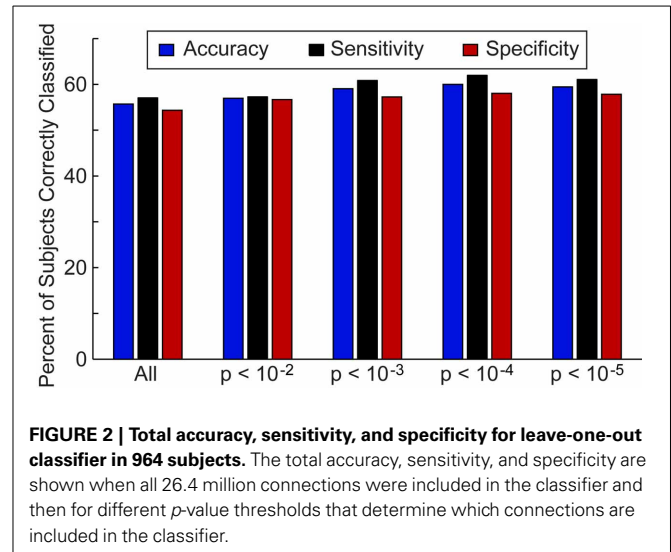 Accuracy Sensitivity Specificity
Percent of Subjects Correctly Classified
60
40
20
0
All p < 10-2 p < 10-3 p < 10-4 p < 10-5
FIGURE 2 | Total accuracy, sensitivity, and specificity for leave-one-out
classifier in 964 subjects. The total accuracy, sensitivity, and specificity are
shown when all 26.4 million connections were included in the classifier and
then for different p-value thresholds that determine which connections are
included in the classifier.